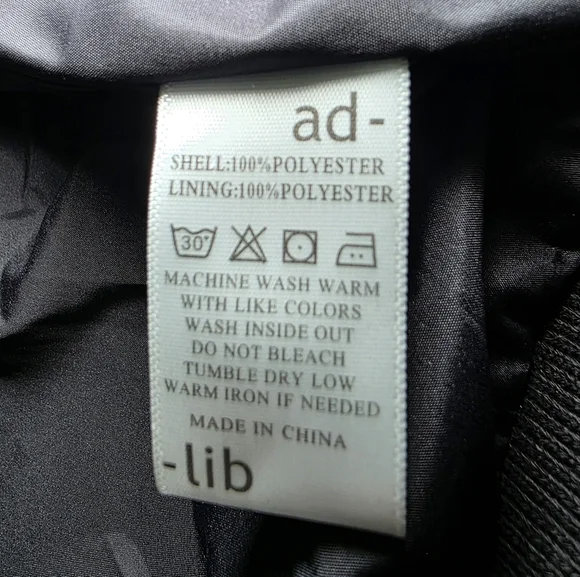 ad-
SHELL:100%POLYESTER
LINING:100%POLYESTER
30°
MACHINE WASH WARM
WITH LIKE COLORS
WASH INSIDE OUT
DO NOT BLEACH
TUMBLE DRY LOW
WARM IRON IF NEEDED
MADE IN CHINA
-lib